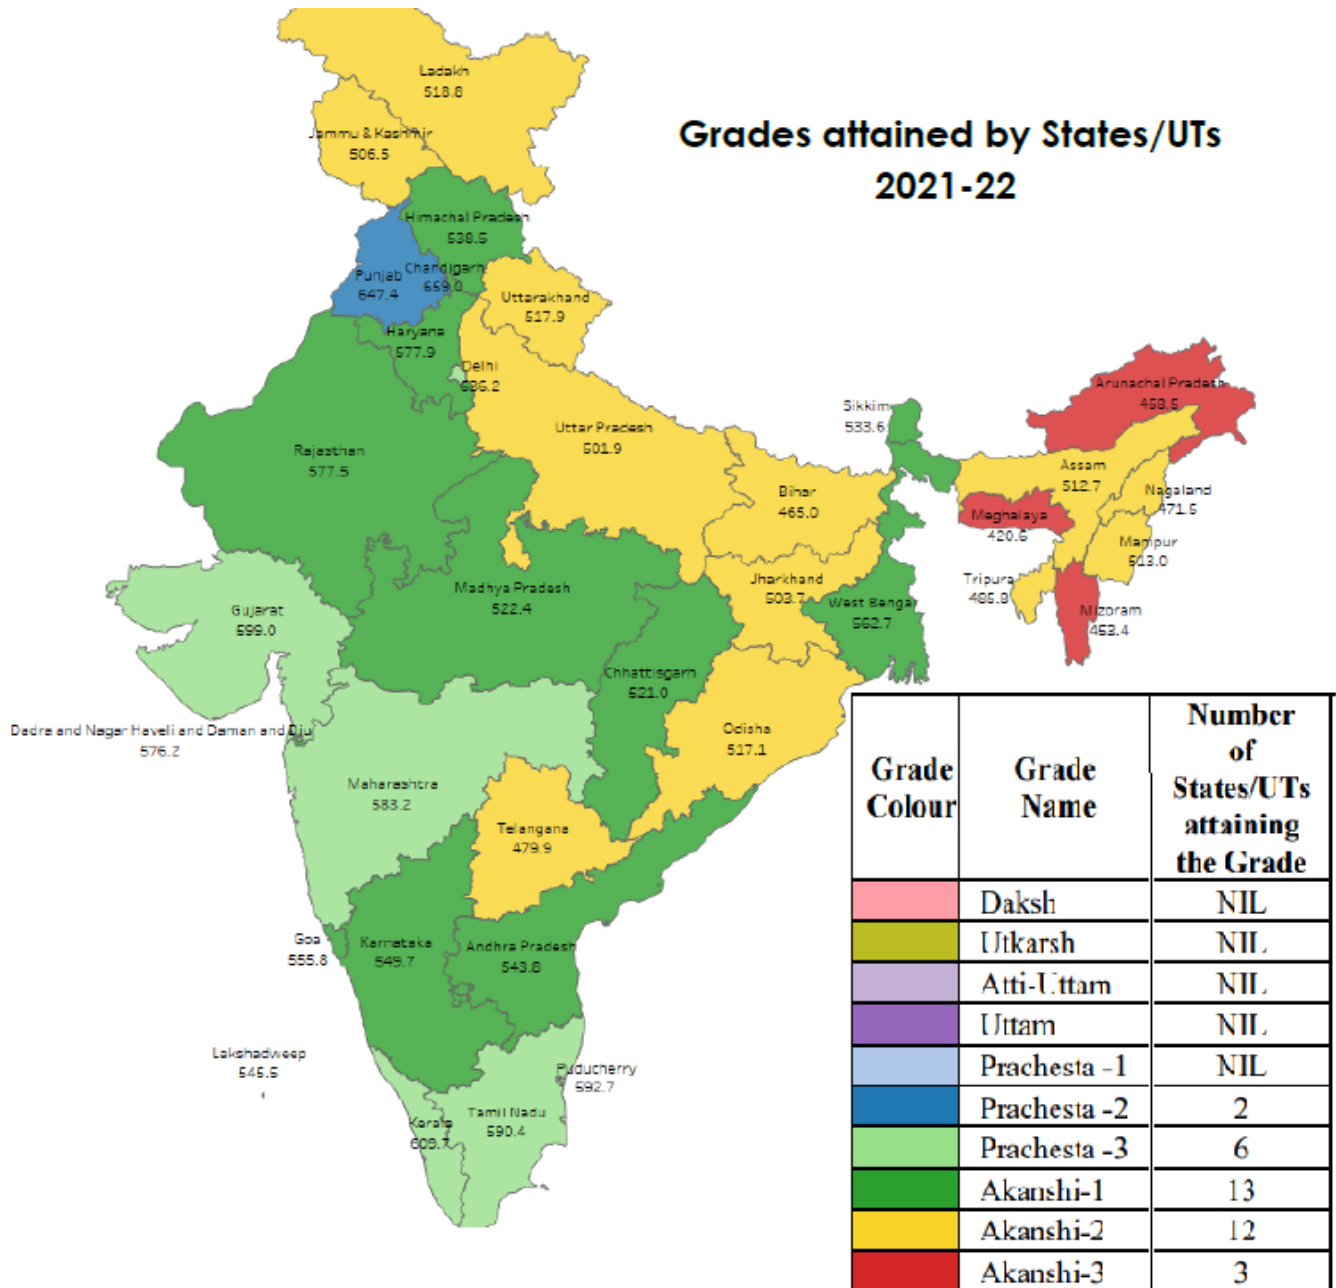 Grades attained by States/UTs
2021-22
Ladakh
518.8
Jammu & Kashmir
506.5
Himachal Pradesh
538.5
Punjab
647.4
Chandigarh
659.0
Uttarakhand
517.9
Haryana
577.9
Delhi
636.2
Rajasthan
577.5
Uttar Pradesh
501.9
Sikkim
533.6
Arunachal Pradesh
458.5
Assam
512.7
Nagaland
471.5
Bihar
465.0
Meghalaya
420.6
Manipur
513.0
Madhya Pradesh
522.4
Jharkhand
503.7
Tripura
485.8
West Bengal
562.7
Mizoram
453.4
Gujarat
599.0
Chhattisgarh
521.0
Dadra and Nagar Haveli and Daman and Diu
576.2
Odisha
517.1
Maharashtra
583.2
Telangana
479.9
Goa
555.8
Karnataka
549.7
Andhra Pradesh
543.8
Lakshadweep
545.5
Puducherry
592.7
Kerala
609.7
Tamil Nadu
590.4
Grade Colour Grade Name Number of States/UTs attaining the Grade
Daksh NIL
Utkarsh NIL
Atti-Uttam NIL
Uttam NIL
Prachesta -1 NIL
Prachesta -2 2
Prachesta -3 6
Akanshi-1 13
Akanshi-2 12
Akanshi-3 3